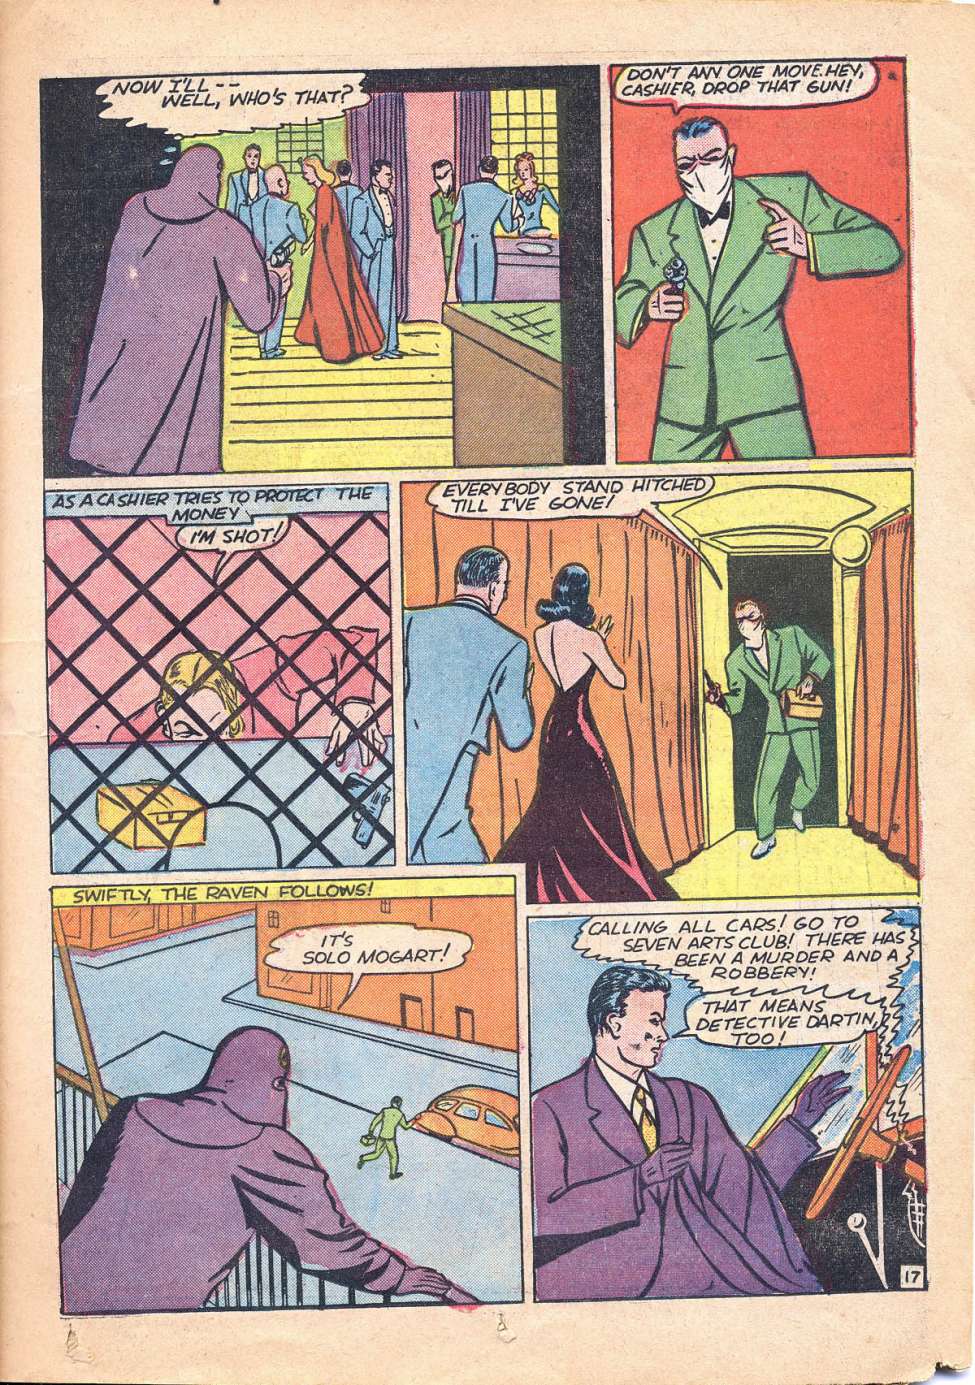 NOW I'LL --
WELL, WHO'S THAT?
DON'T ANY ONE MOVE. HEY,
CASHIER, DROP THAT GUN!
AS A CASHIER TRIES TO PROTECT THE
MONEY
I'M SHOT!
EVERYBODY STAND HITCHED
TILL I'VE GONE!
SWIFTLY, THE RAVEN FOLLOWS!
IT'S
SOLO MOGART!
CALLING ALL CARS! GO TO
SEVEN ARTS CLUB! THERE HAS
BEEN A MURDER AND A
ROBBERY!
THAT MEANS
DETECTIVE DARTIN,
TOO!
17